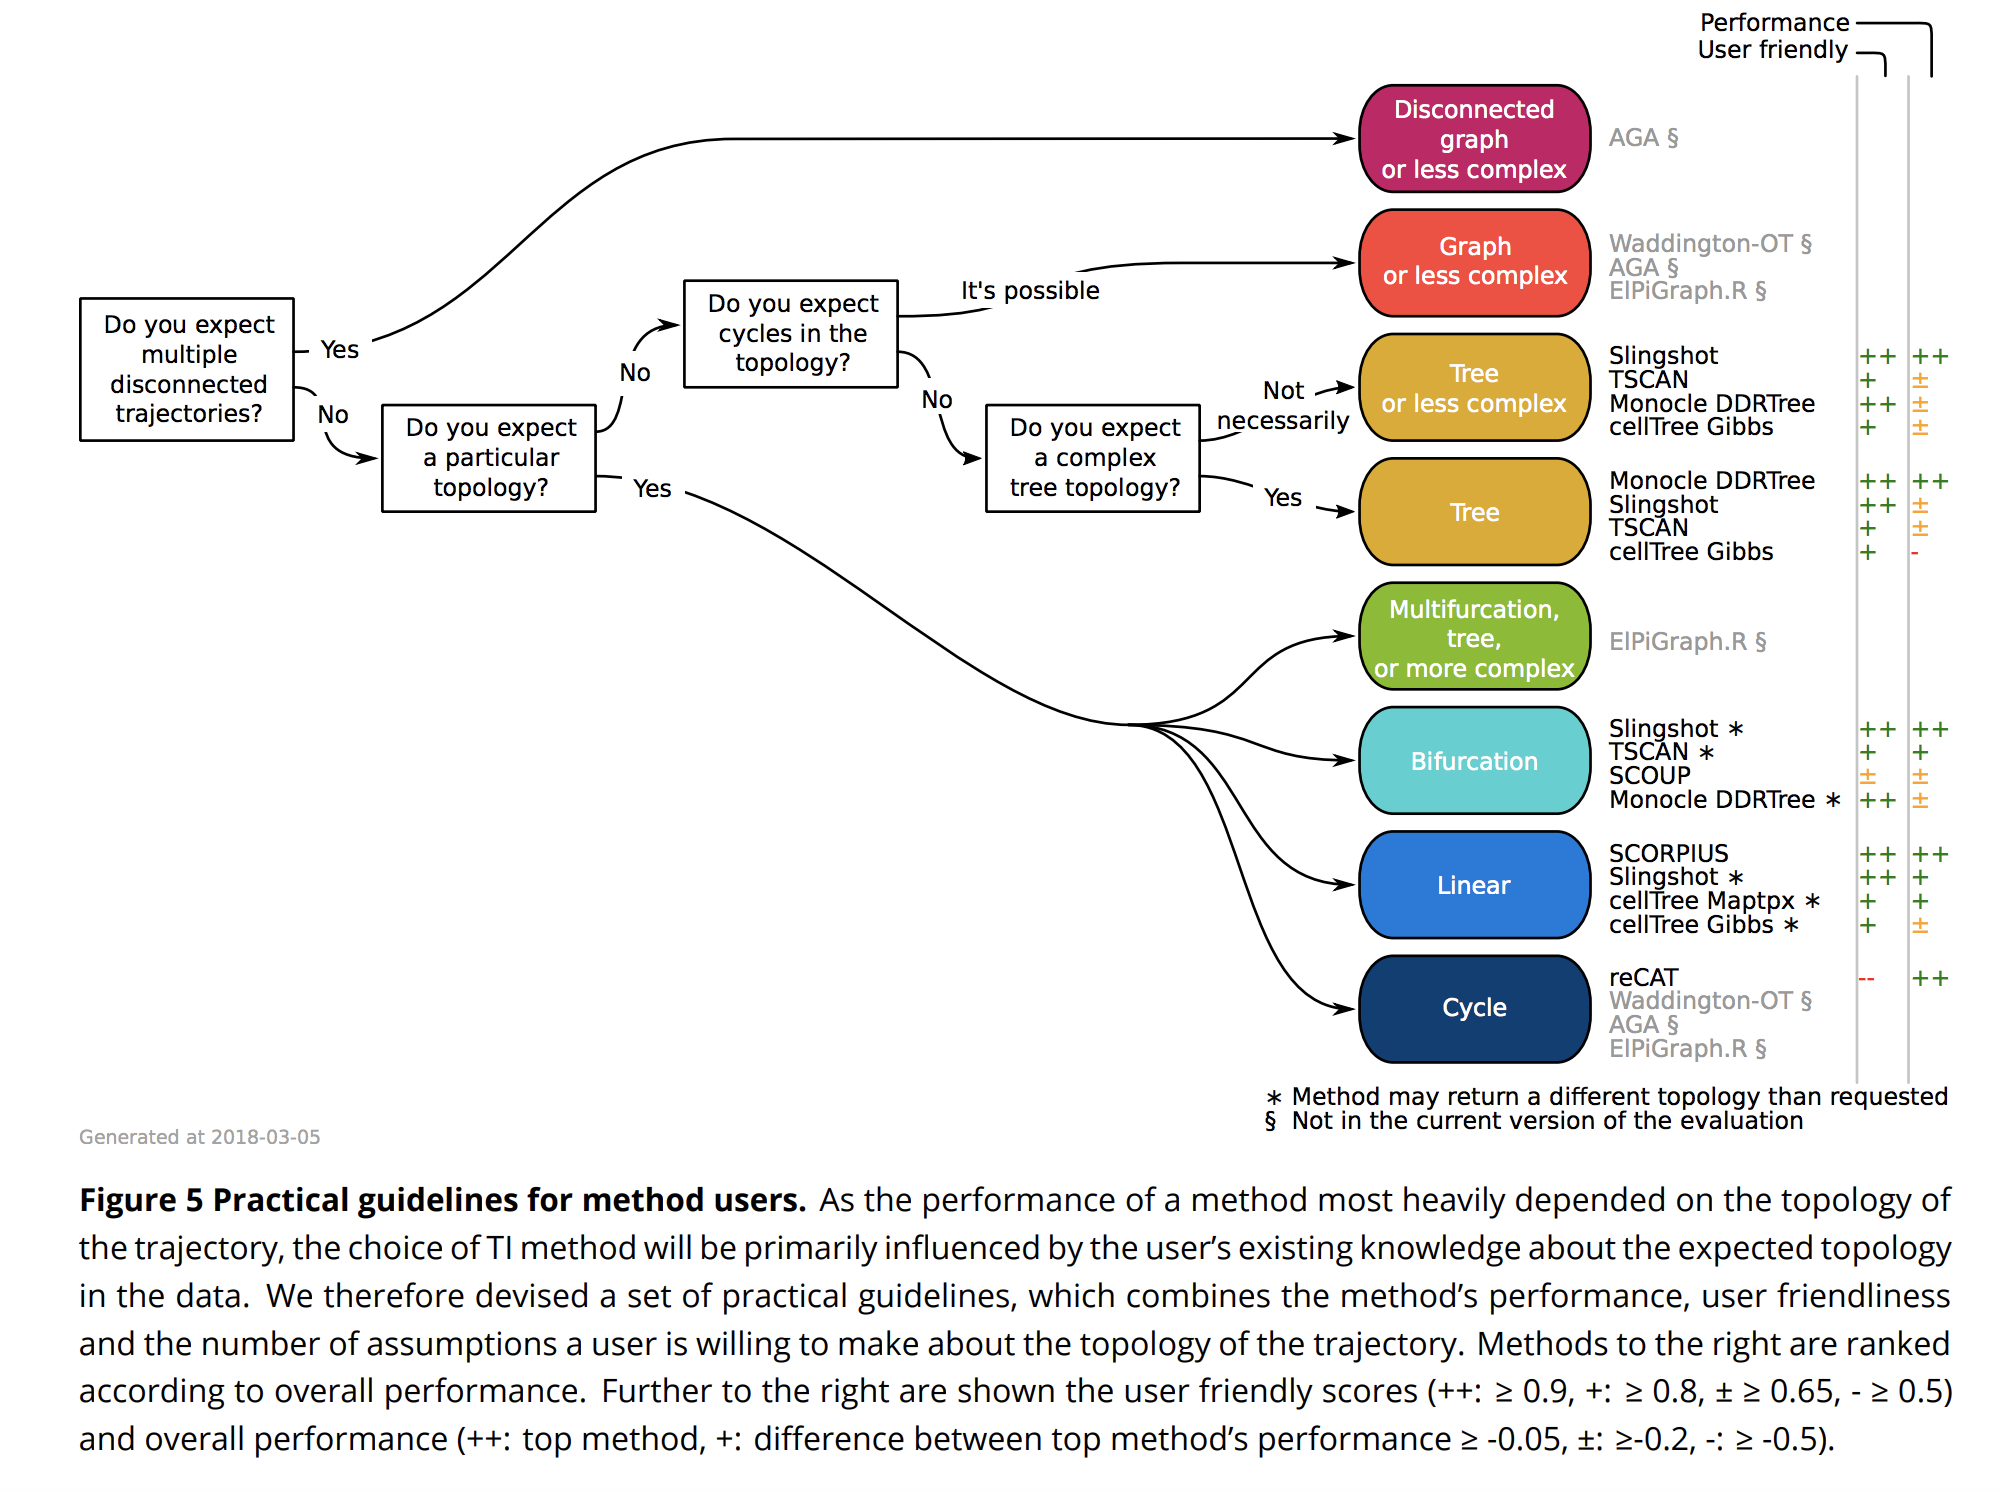 Performance
User friendly
Disconnected
graph
or less complex
AGA §
Graph
or less complex
Waddington-OT §
AGA §
ElPiGraph.R §
Do you expect
multiple
disconnected
trajectories?
Yes
No
Do you expect
a particular
topology?
No
Yes
Do you expect
cycles in the
topology?
It's possible
No
Do you expect
a complex
tree topology?
Not
necessarily
Yes
Tree
or less complex
Slingshot ++ ++
TSCAN + ±
Monocle DDRTree ++ ±
cellTree Gibbs + ±
Tree
Monocle DDRTree ++ ++
Slingshot ++ ±
TSCAN + ±
cellTree Gibbs + -
Multifurcation,
tree,
or more complex
ElPiGraph.R §
Bifurcation
Slingshot * ++ ++
TSCAN * + +
SCOUP ± ±
Monocle DDRTree * ++ ±
Linear
SCORPIUS ++ ++
Slingshot * ++ +
cellTree Maptpx * + +
cellTree Gibbs * + ±
Cycle
reCAT -- ++
Waddington-OT §
AGA §
ElPiGraph.R §
* Method may return a different topology than requested
§ Not in the current version of the evaluation
Generated at 2018-03-05
Figure 5 Practical guidelines for method users. As the performance of a method most heavily depended on the topology of
the trajectory, the choice of TI method will be primarily influenced by the user's existing knowledge about the expected topology
in the data. We therefore devised a set of practical guidelines, which combines the method's performance, user friendliness
and the number of assumptions a user is willing to make about the topology of the trajectory. Methods to the right are ranked
according to overall performance. Further to the right are shown the user friendly scores (++: ≥ 0.9, +: ≥ 0.8, ± ≥ 0.65, - ≥ 0.5)
and overall performance (++: top method, +: difference between top method's performance ≥ -0.05, ±: ≥-0.2, -: ≥ -0.5).